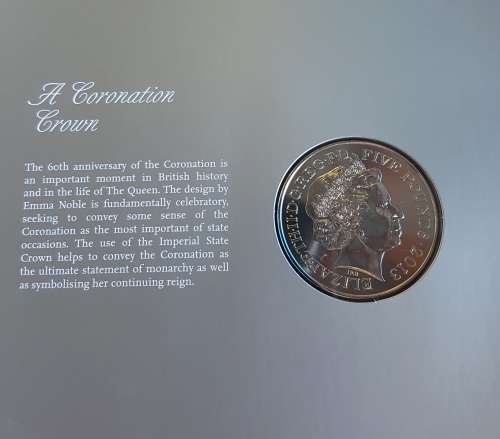 A Coronation
Crown
The 60th anniversary of the Coronation is
an important moment in British history
and in the life of The Queen. The design by
Emma Noble is fundamentally celebratory,
seeking to convey some sense of the
Coronation as the most important of state
occasions. The use of the Imperial State
Crown helps to convey the Coronation as
the ultimate statement of monarchy as well
as symbolising her continuing reign.
ELIZABETH·II·D·G·REG·F·D· FIVE POUNDS · 2013
IRB